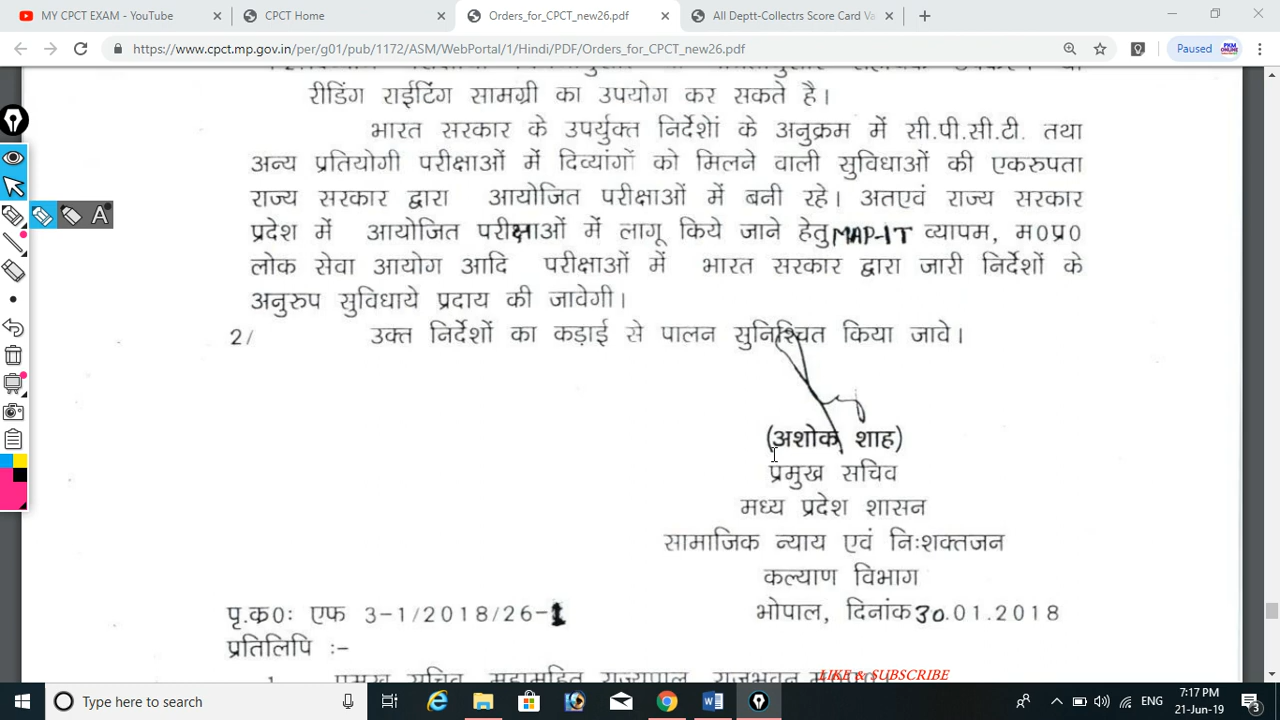 MY CPCT EXAM - YouTube
CPCT Home
Orders_for_CPCT_new26.pdf
All Deptt-Collectrs Score Card Va
https://www.cpct.mp.gov.in/per/g01/pub/1172/ASM/WebPortal/1/Hindi/PDF/Orders_for_CPCT_new26.pdf
Paused
रीडिंग राईटिंग सामग्री का उपयोग कर सकते है।
भारत सरकार के उपर्युक्त निर्देशों के अनुक्रम में सी.पी.सी.टी. तथा
अन्य प्रतियोगी परीक्षाओं में दिव्यांगों को मिलने वाली सुविधाओं की एकरुपता
राज्य सरकार द्वारा आयोजित परीक्षाओं में बनी रहे। अतएवं राज्य सरकार
प्रदेश में आयोजित परीक्षाओं में लागू किये जाने हेतु MAP-IT व्यापम, म0प्र0
लोक सेवा आयोग आदि परीक्षाओं में भारत सरकार द्वारा जारी निर्देशों के
अनुरुप सुविधाये प्रदाय की जावेगी।
2/ उक्त निर्देशों का कड़ाई से पालन सुनिश्चित किया जावे।
(अशोक शाह)
प्रमुख सचिव
मध्य प्रदेश शासन
सामाजिक न्याय एवं निःशक्तजन
कल्याण विभाग
पृ.क0: एफ 3-1/2018/26-1 भोपाल, दिनांक 30.01.2018
प्रतिलिपि :-
LIKE & SUBSCRIBE
Type here to search
ENG
7:17 PM
21-Jun-19
3